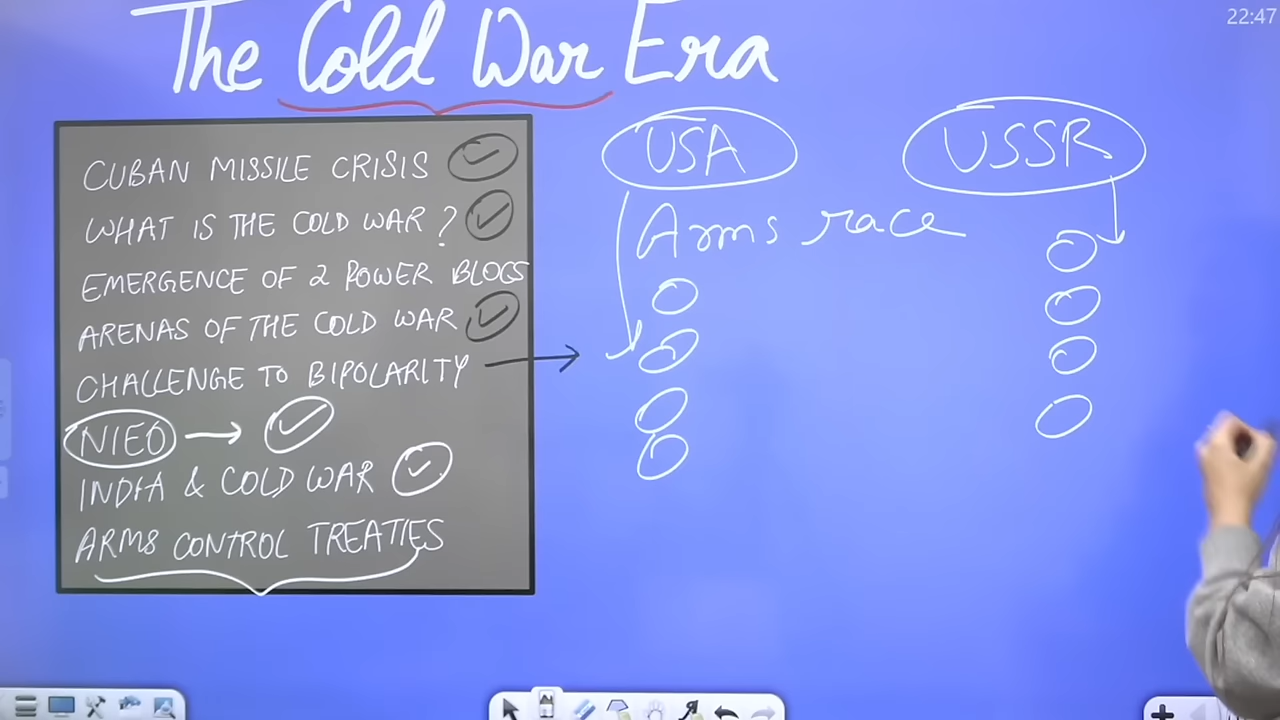 The Cold War Era
22:47
CUBAN MISSILE CRISIS
WHAT IS THE COLD WAR?
EMERGENCE OF 2 POWER BLOCS
ARENAS OF THE COLD WAR
CHALLENGE TO BIPOLARITY
NIEO
INDIA & COLD WAR
ARMS CONTROL TREATIES
USA
USSR
Arms race